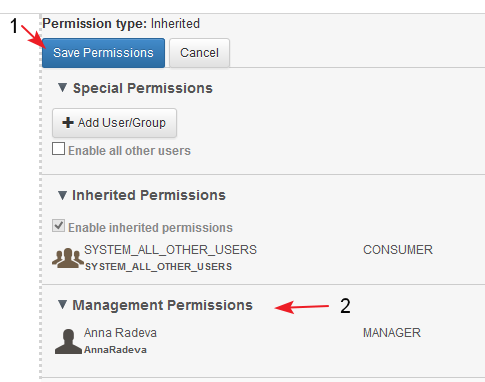 1
Permission type: Inherited
Save Permissions Cancel
▼ Special Permissions
+ Add User/Group
Enable all other users
▼ Inherited Permissions
Enable inherited permissions
SYSTEM_ALL_OTHER_USERS CONSUMER
SYSTEM_ALL_OTHER_USERS
▼ Management Permissions 2
Anna Radeva MANAGER
AnnaRadeva